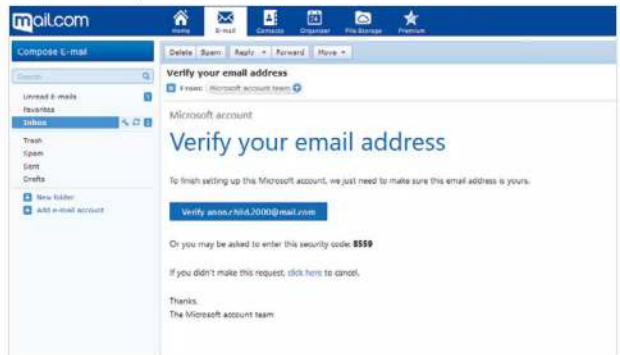 mail.com
Home E-mail Contacts Organizer File Storage Premium
Compose E-mail
Delete Spam Reply Forward Move
Search
Verify your email address
From: Microsoft account team
Unread E-mails
Favorites
Inbox
Trash
Spam
Sent
Drafts
New folder
Add e-mail account
Microsoft account
Verify your email address
To finish setting up this Microsoft account, we just need to make sure this email address is yours.
Verify anon.child.2000@mail.com
Or you may be asked to enter this security code: 8559
If you didn't make this request, click here to cancel.
Thanks,
The Microsoft account team